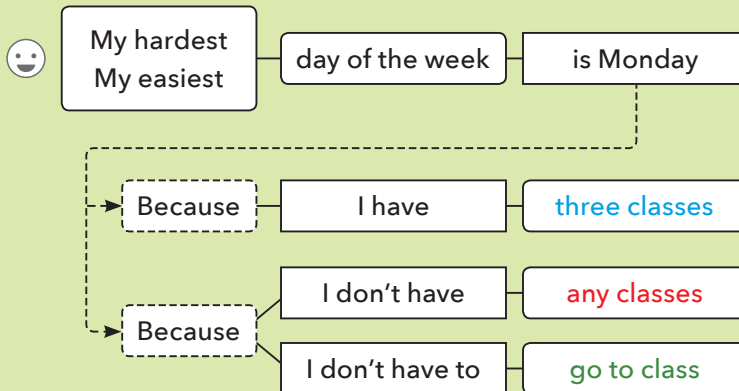 My hardest
My easiest
day of the week
is Monday
Because
I have
three classes
Because
I don't have
any classes
I don't have to
go to class